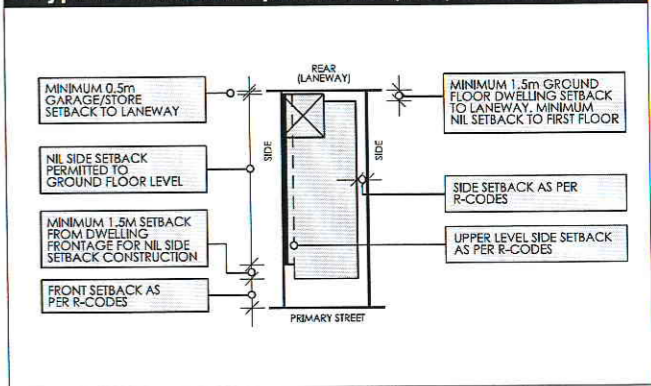 REAR
(LANEWAY)
MINIMUM 0.5m
GARAGE/STORE
SETBACK TO LANEWAY
MINIMUM 1.5m GROUND
FLOOR DWELLING SETBACK
TO LANEWAY. MINIMUM
NIL SETBACK TO FIRST FLOOR
SIDE
SIDE
NIL SIDE SETBACK
PERMITTED TO
GROUND FLOOR LEVEL
SIDE SETBACK AS PER
R-CODES
MINIMUM 1.5M SETBACK
FROM DWELLING
FRONTAGE FOR NIL SIDE
SETBACK CONSTRUCTION
UPPER LEVEL SIDE SETBACK
AS PER R-CODES
FRONT SETBACK AS
PER R-CODES
PRIMARY STREET